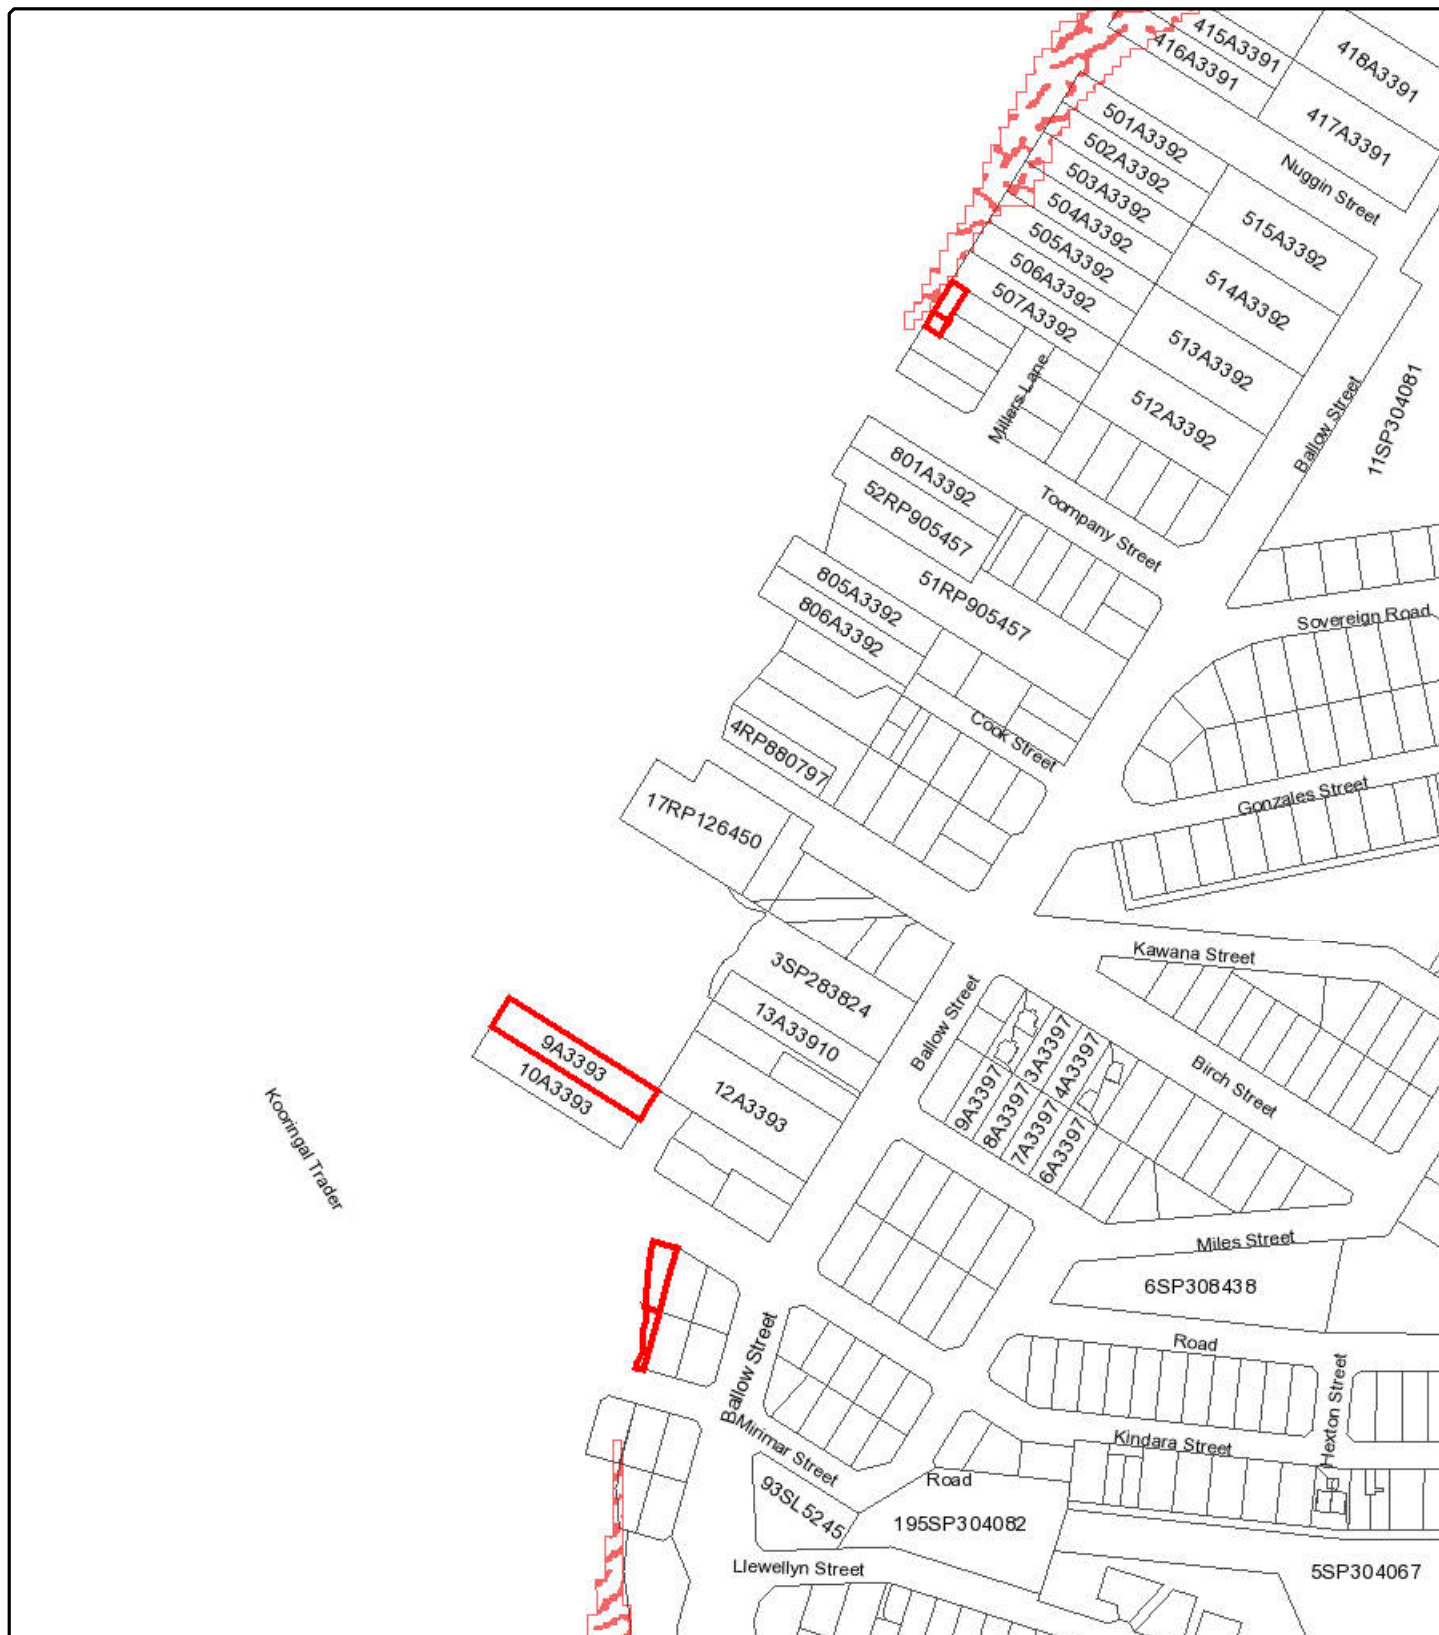 415A3391
416A3391
418A3391
417A3391
501A3392
502A3392
503A3392
504A3392
505A3392
506A3392
507A3392
Nuggin Street
515A3392
514A3392
513A3392
512A3392
Millers Lane
Ballow Street
11SP304081
801A3392
52RP905457
Toompany Street
51RP905457
805A3392
806A3392
Sovereign Road
Cook Street
4RP880797
17RP126450
Gonzales Street
Kawana Street
3SP283824
13A33910
Ballow Street
9A3393
10A3393
12A3393
3A3397
4A3397
9A3397
8A3397
7A3397
6A3397
Birch Street
Kooringal Trader
Miles Street
6SP308438
Road
Ballow Street
Hexton Street
Mirimar Street
Kindara Street
Road
93SL5245
195SP304082
Llewellyn Street
5SP304067